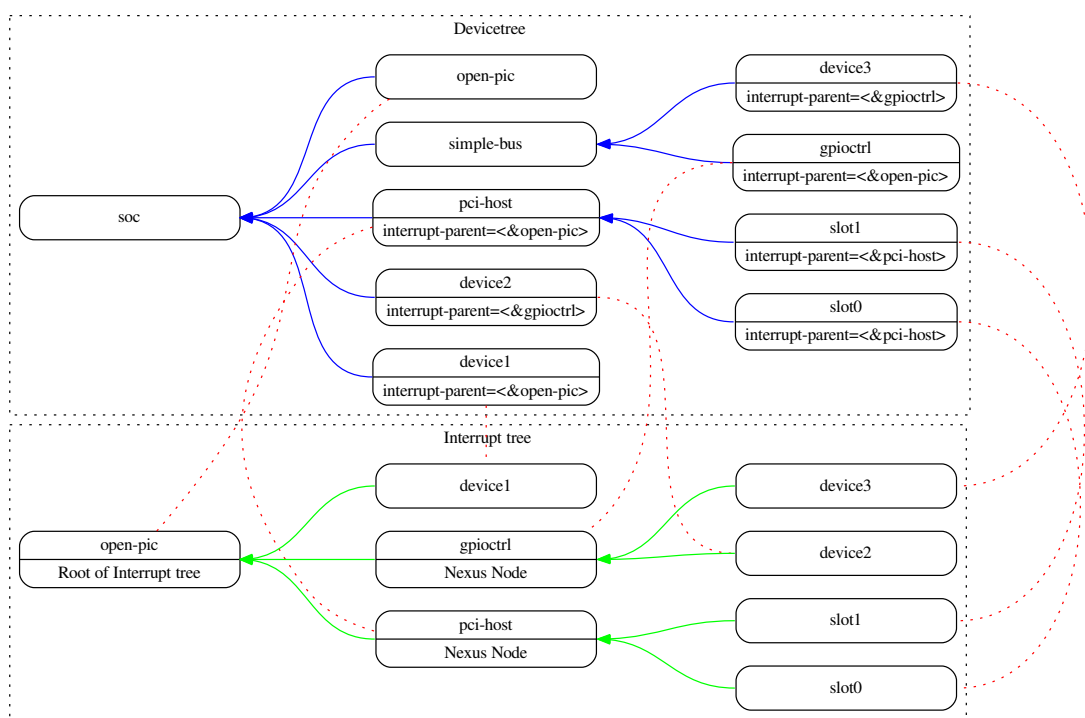 Devicetree
soc
open-pic
simple-bus
pci-host
interrupt-parent=<&open-pic>
device2
interrupt-parent=<&gpioctrl>
device1
interrupt-parent=<&open-pic>
device3
interrupt-parent=<&gpioctrl>
gpioctrl
interrupt-parent=<&open-pic>
slot1
interrupt-parent=<&pci-host>
slot0
interrupt-parent=<&pci-host>
Interrupt tree
open-pic
Root of Interrupt tree
device1
gpioctrl
Nexus Node
pci-host
Nexus Node
device3
device2
slot1
slot0